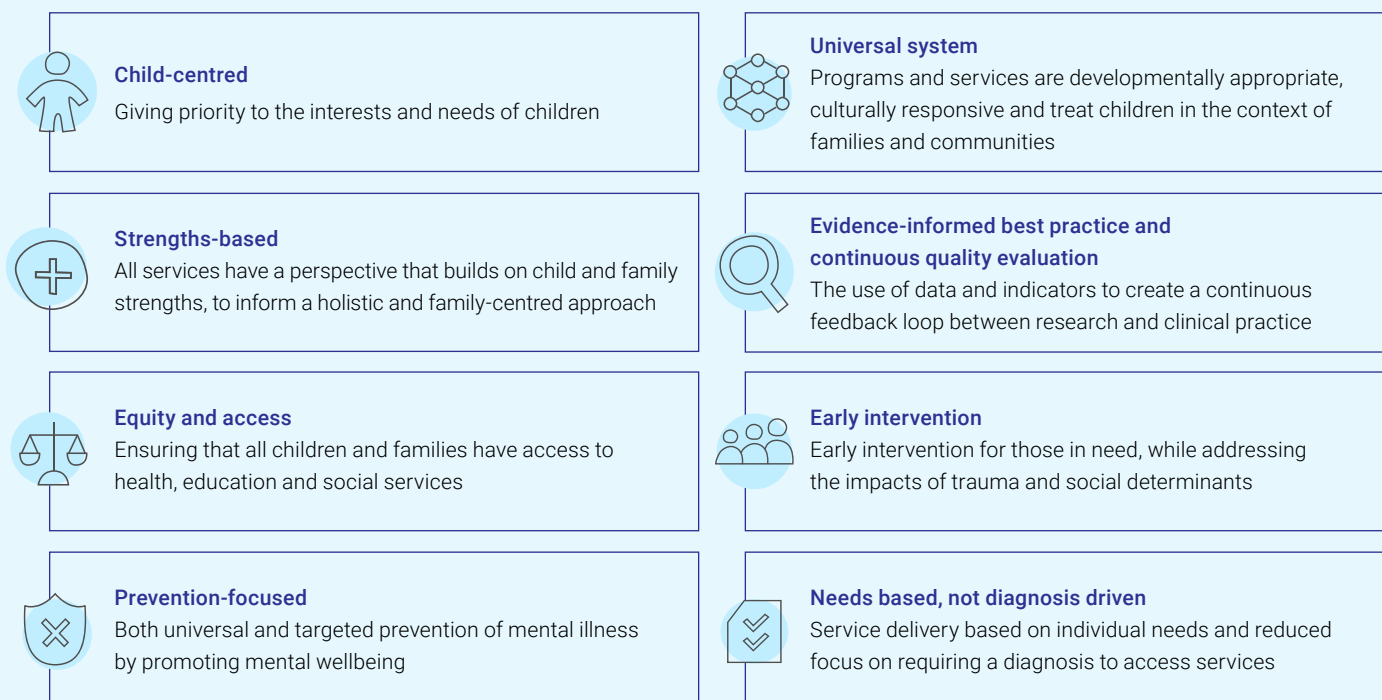 Child-centred
Giving priority to the interests and needs of children
Universal system
Programs and services are developmentally appropriate,
culturally responsive and treat children in the context of
families and communities
Strengths-based
All services have a perspective that builds on child and family
strengths, to inform a holistic and family-centred approach
Evidence-informed best practice and
continuous quality evaluation
The use of data and indicators to create a continuous
feedback loop between research and clinical practice
Equity and access
Ensuring that all children and families have access to
health, education and social services
Early intervention
Early intervention for those in need, while addressing
the impacts of trauma and social determinants
Prevention-focused
Both universal and targeted prevention of mental illness
by promoting mental wellbeing
Needs based, not diagnosis driven
Service delivery based on individual needs and reduced
focus on requiring a diagnosis to access services